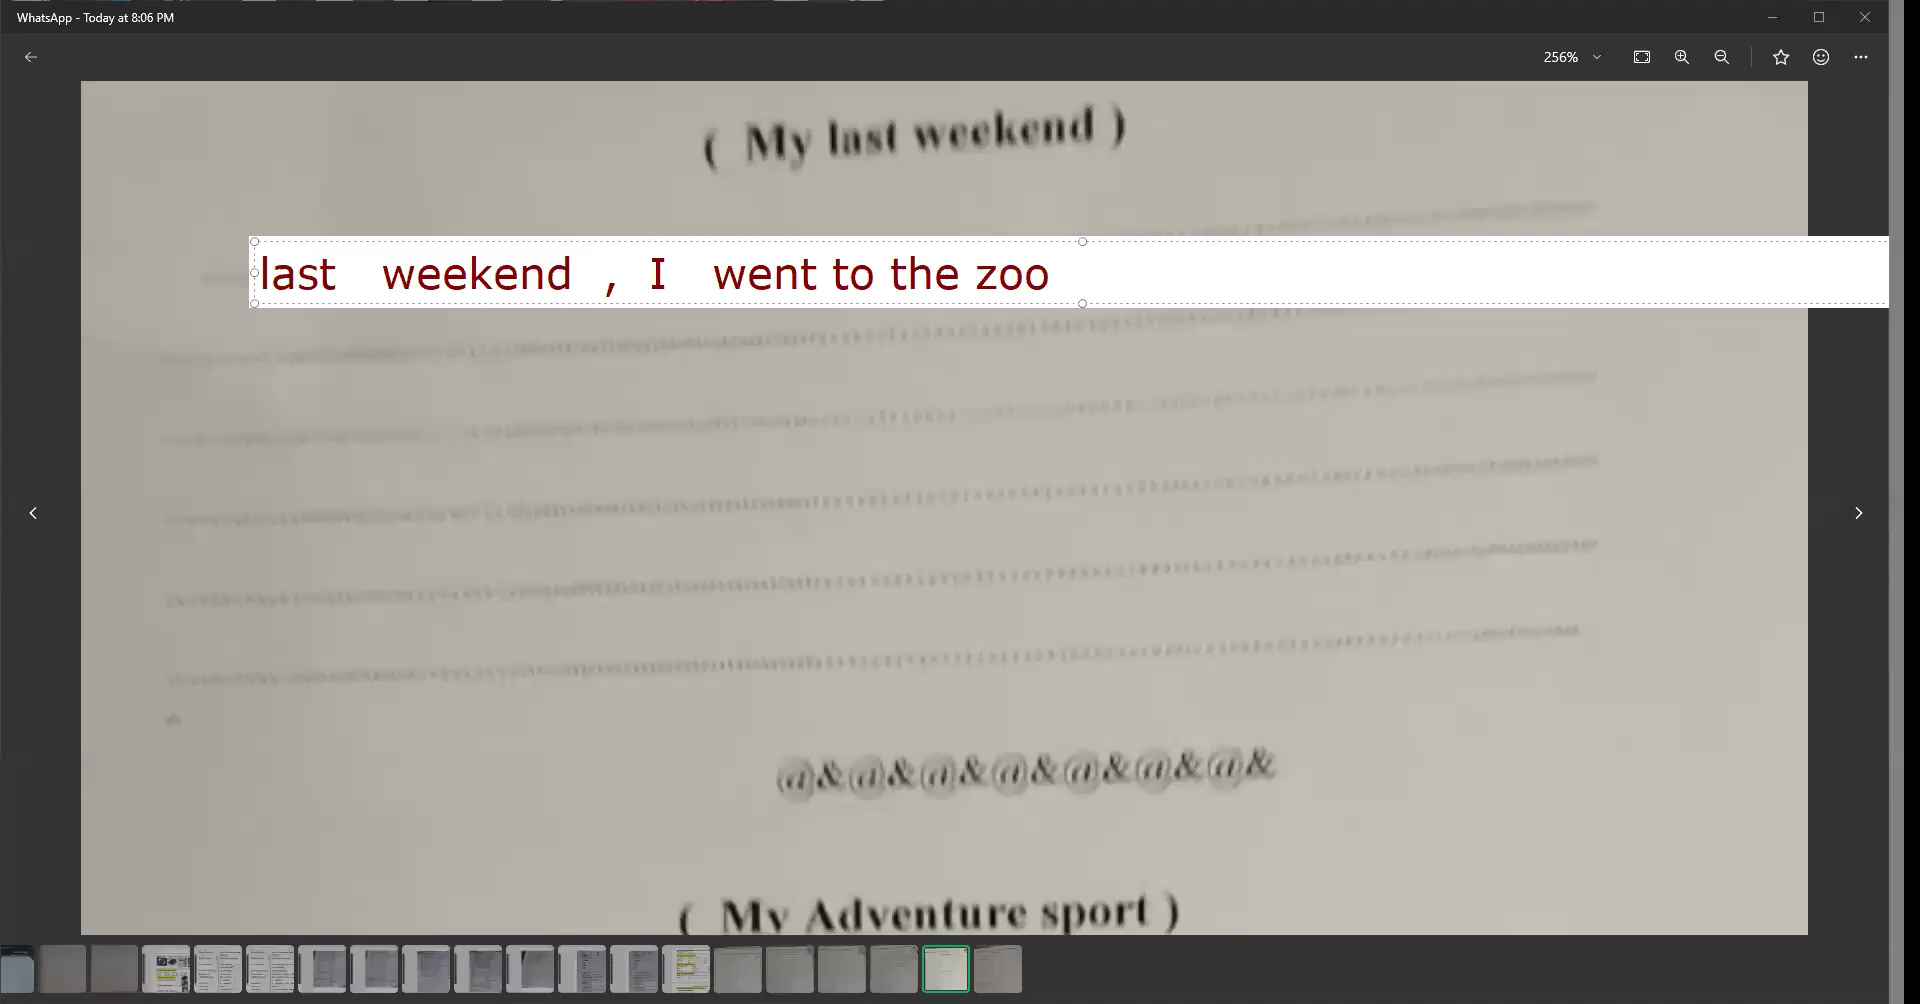 WhatsApp - Today at 8:06 PM
256%
( My last weekend )
last weekend , I went to the zoo
@&@&@&@&@&@&@&
( My Adventure sport )